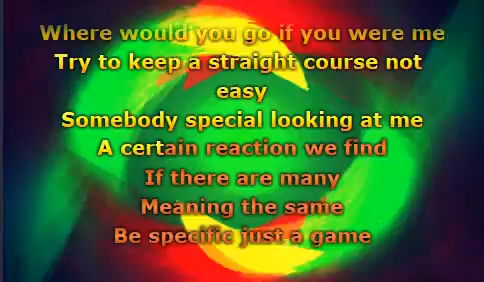 Where would you go if you were me
Try to keep a straight course not
easy
Somebody special looking at me
A certain reaction we find
If there are many
Meaning the same
Be specific just a game